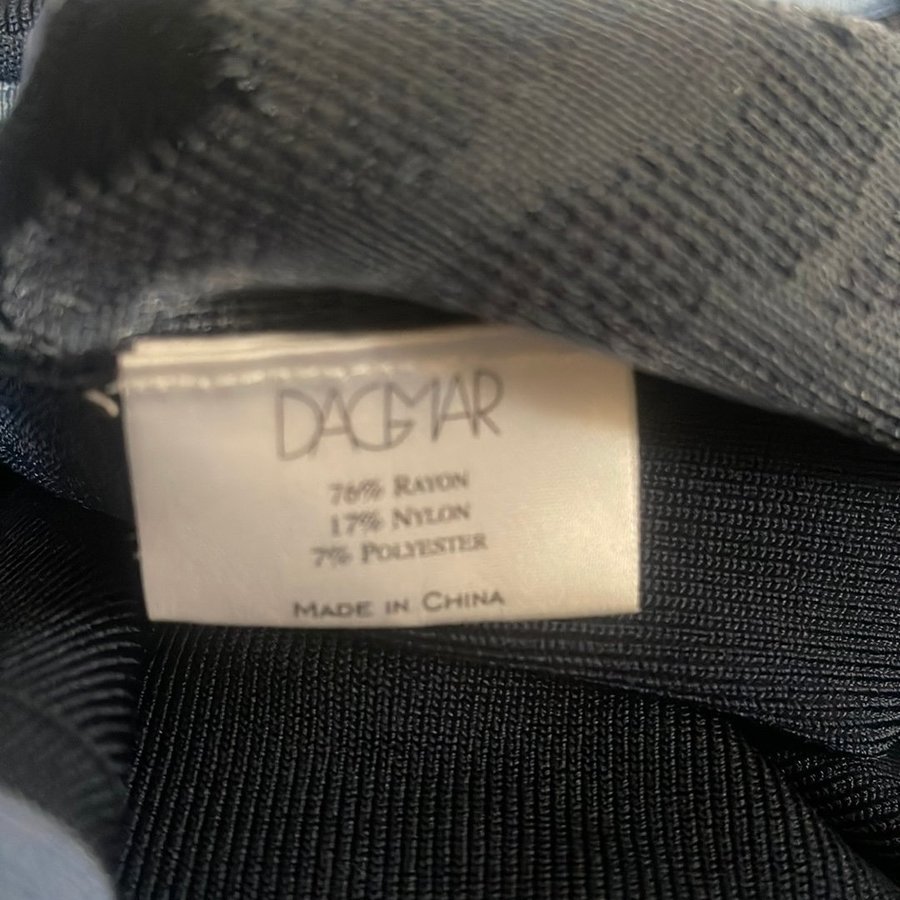 DAGMAR
76% RAYON
17% NYLON
7% POLYESTER
MADE IN CHINA